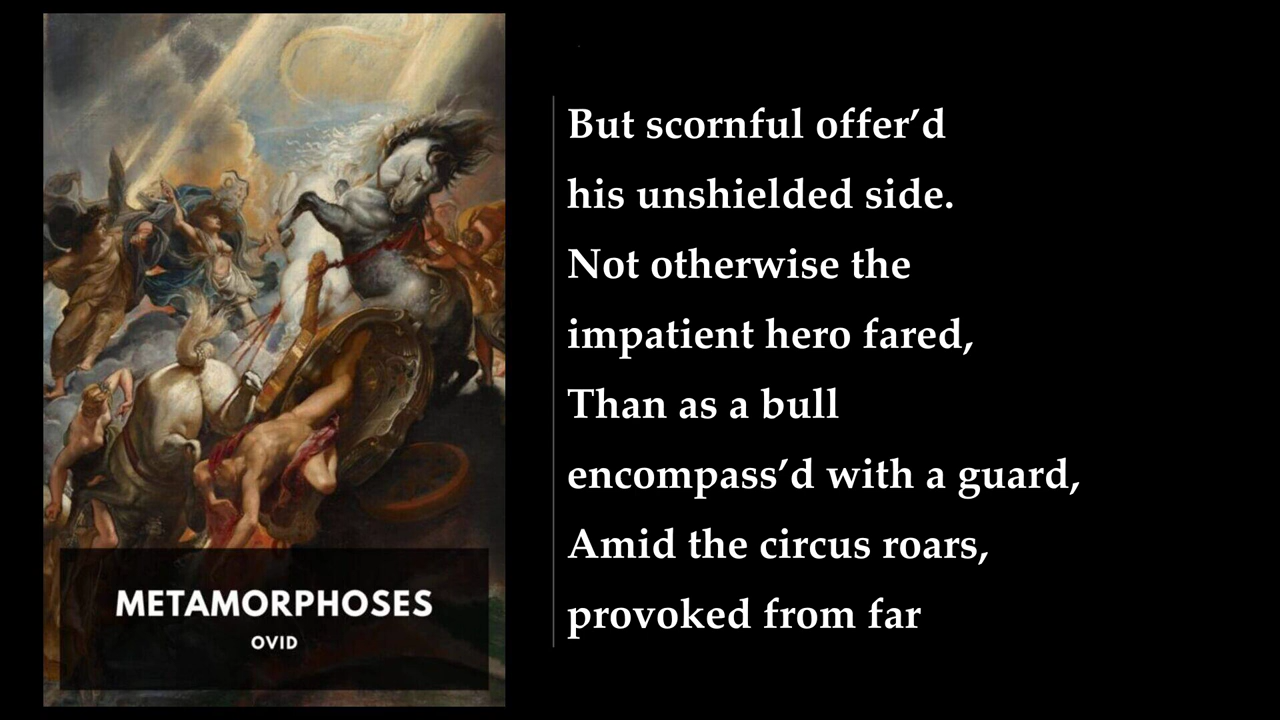 METAMORPHOSES
OVID
But scornful offer’d
his unshielded side.
Not otherwise the
impatient hero fared,
Than as a bull
encompass’d with a guard,
Amid the circus roars,
provoked from far